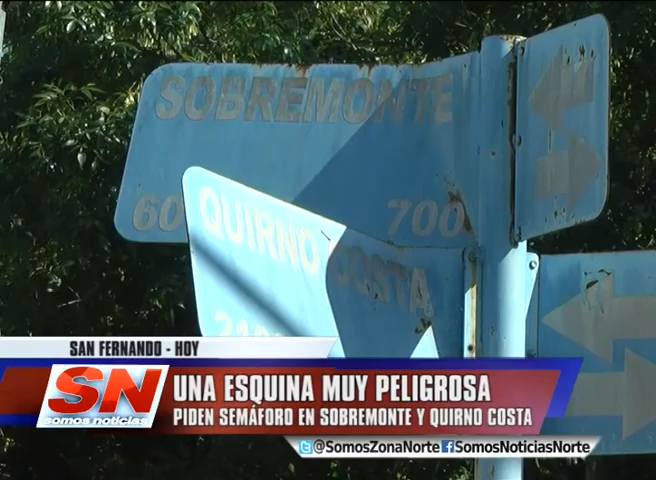 SOBREMONTE
700
QUIRNO COSTA
SAN FERNANDO - HOY
SN
somos noticias
UNA ESQUINA MUY PELIGROSA
PIDEN SEMÁFORO EN SOBREMONTE Y QUIRNO COSTA
@SomosZonaNorte SomosNoticiasNorte